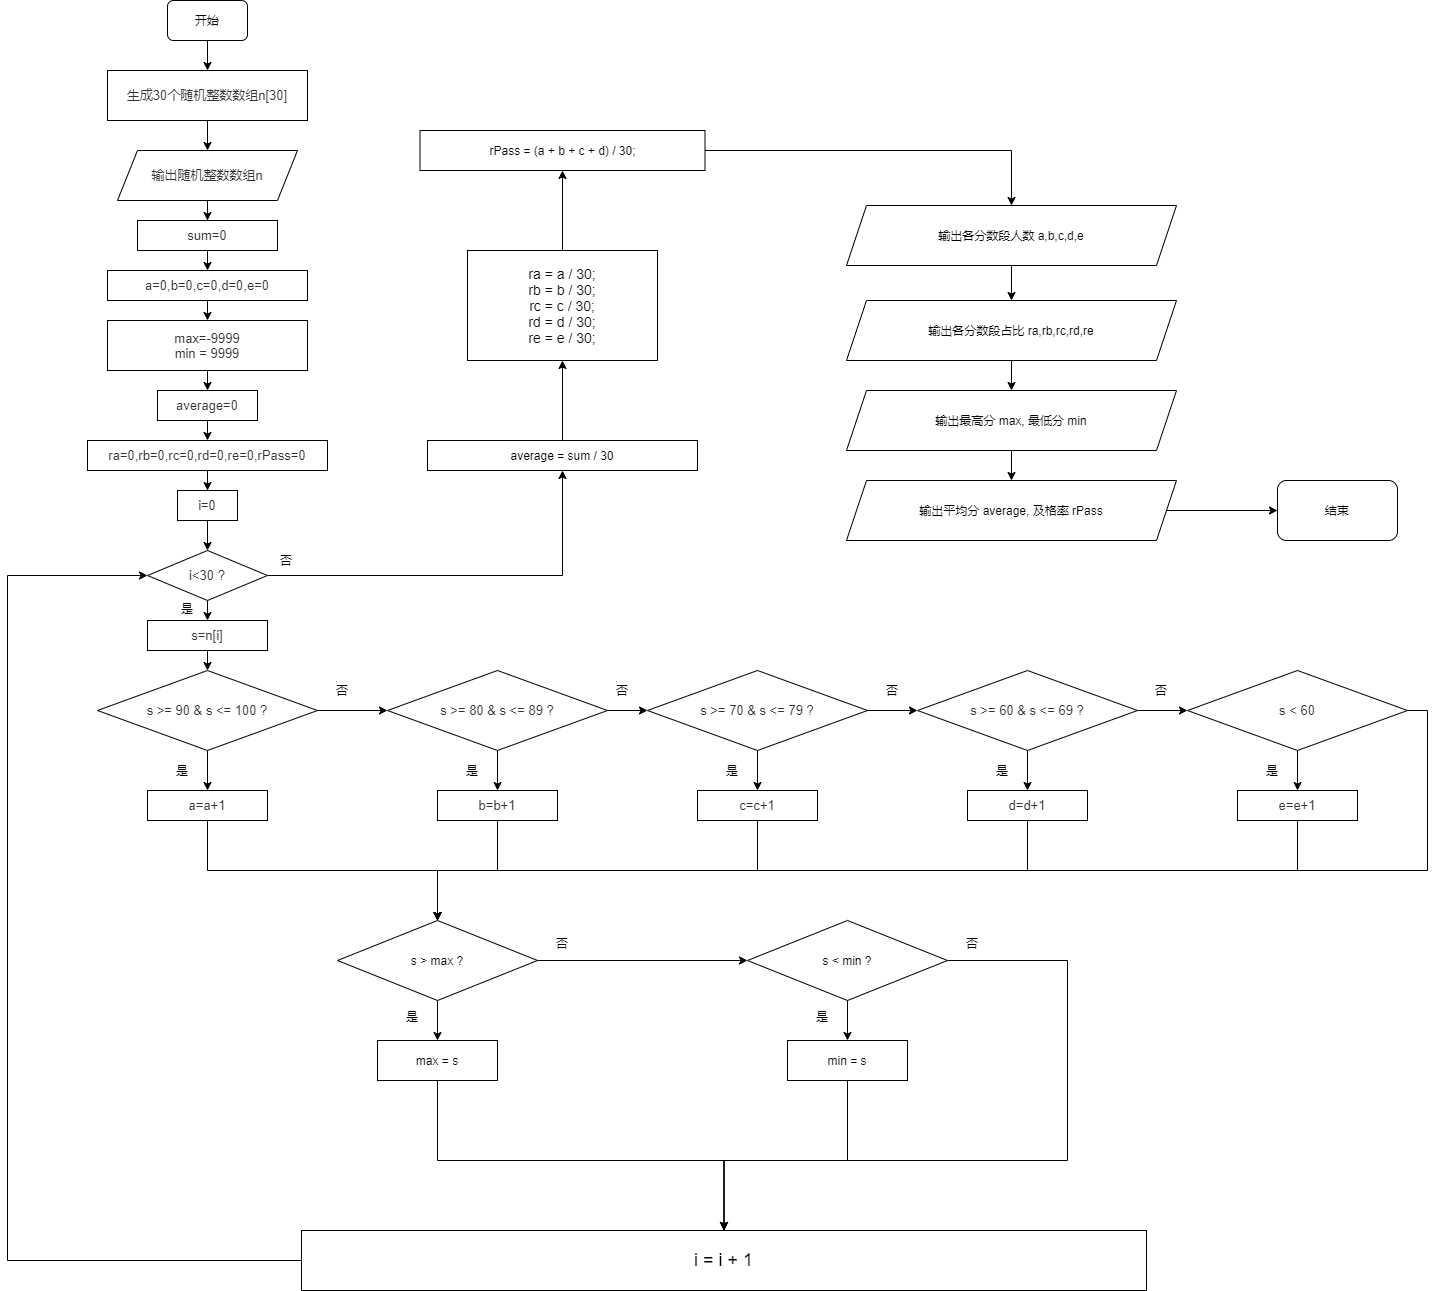 开始
生成30个随机整数数组n[30]
输出随机整数数组n
sum=0
a=0,b=0,c=0,d=0,e=0
max=-9999
min = 9999
average=0
ra=0,rb=0,rc=0,rd=0,re=0,rPass=0
i=0
i<30 ?
否
是
s=n[i]
rPass = (a + b + c + d) / 30;
ra = a / 30;
rb = b / 30;
rc = c / 30;
rd = d / 30;
re = e / 30;
average = sum / 30
输出各分数段人数 a,b,c,d,e
输出各分数段占比 ra,rb,rc,rd,re
输出最高分 max, 最低分 min
输出平均分 average, 及格率 rPass
结束
s >= 90 & s <= 100 ?
否
s >= 80 & s <= 89 ?
否
s >= 70 & s <= 79 ?
否
s >= 60 & s <= 69 ?
否
s < 60
是
a=a+1
是
b=b+1
是
c=c+1
是
d=d+1
是
e=e+1
s > max ?
否
s < min ?
否
是
max = s
是
min = s
i = i + 1